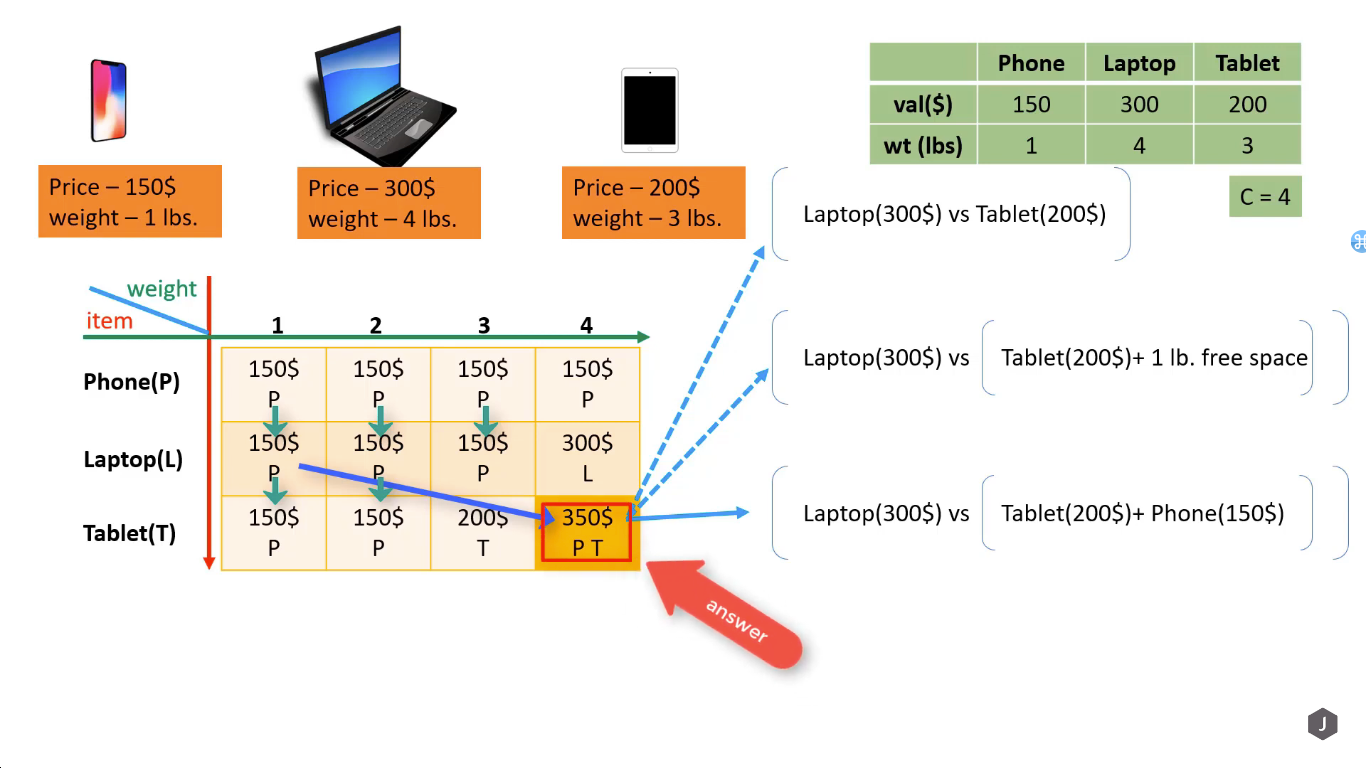 Phone Laptop Tablet
val($) 150 300 200
wt (lbs) 1 4 3
C = 4
Price – 150$
weight – 1 lbs.
Price – 300$
weight – 4 lbs.
Price – 200$
weight – 3 lbs.
Laptop(300$) vs Tablet(200$)
Laptop(300$) vs Tablet(200$)+ 1 lb. free space
Laptop(300$) vs Tablet(200$)+ Phone(150$)
weight
item
1 2 3 4
Phone(P) 150$ 150$ 150$ 150$
P P P P
Laptop(L) 150$ 150$ 150$ 300$
P P P L
Tablet(T) 150$ 150$ 200$ 350$
P P T P T
answer
J